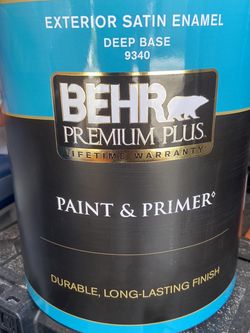 EXTERIOR SATIN ENAMEL
DEEP BASE
9340
BEHR
PREMIUM PLUS®
LIFETIME WARRANTY
PAINT & PRIMER◊
DURABLE, LONG-LASTING FINISH